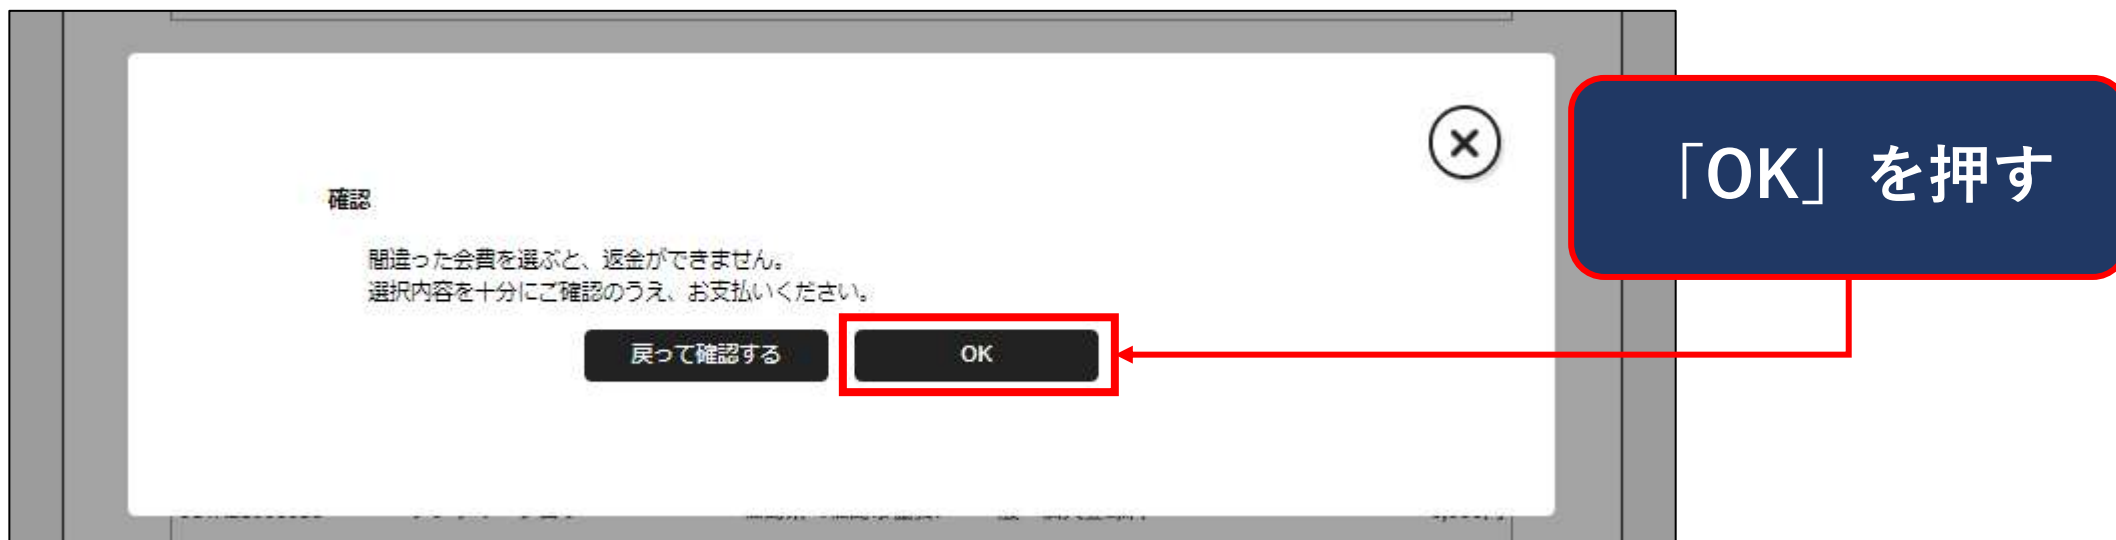 確認
間違った会費を選ぶと、返金ができません。
選択内容を十分にご確認のうえ、お支払いください。
戻って確認する
OK
「OK」を押す